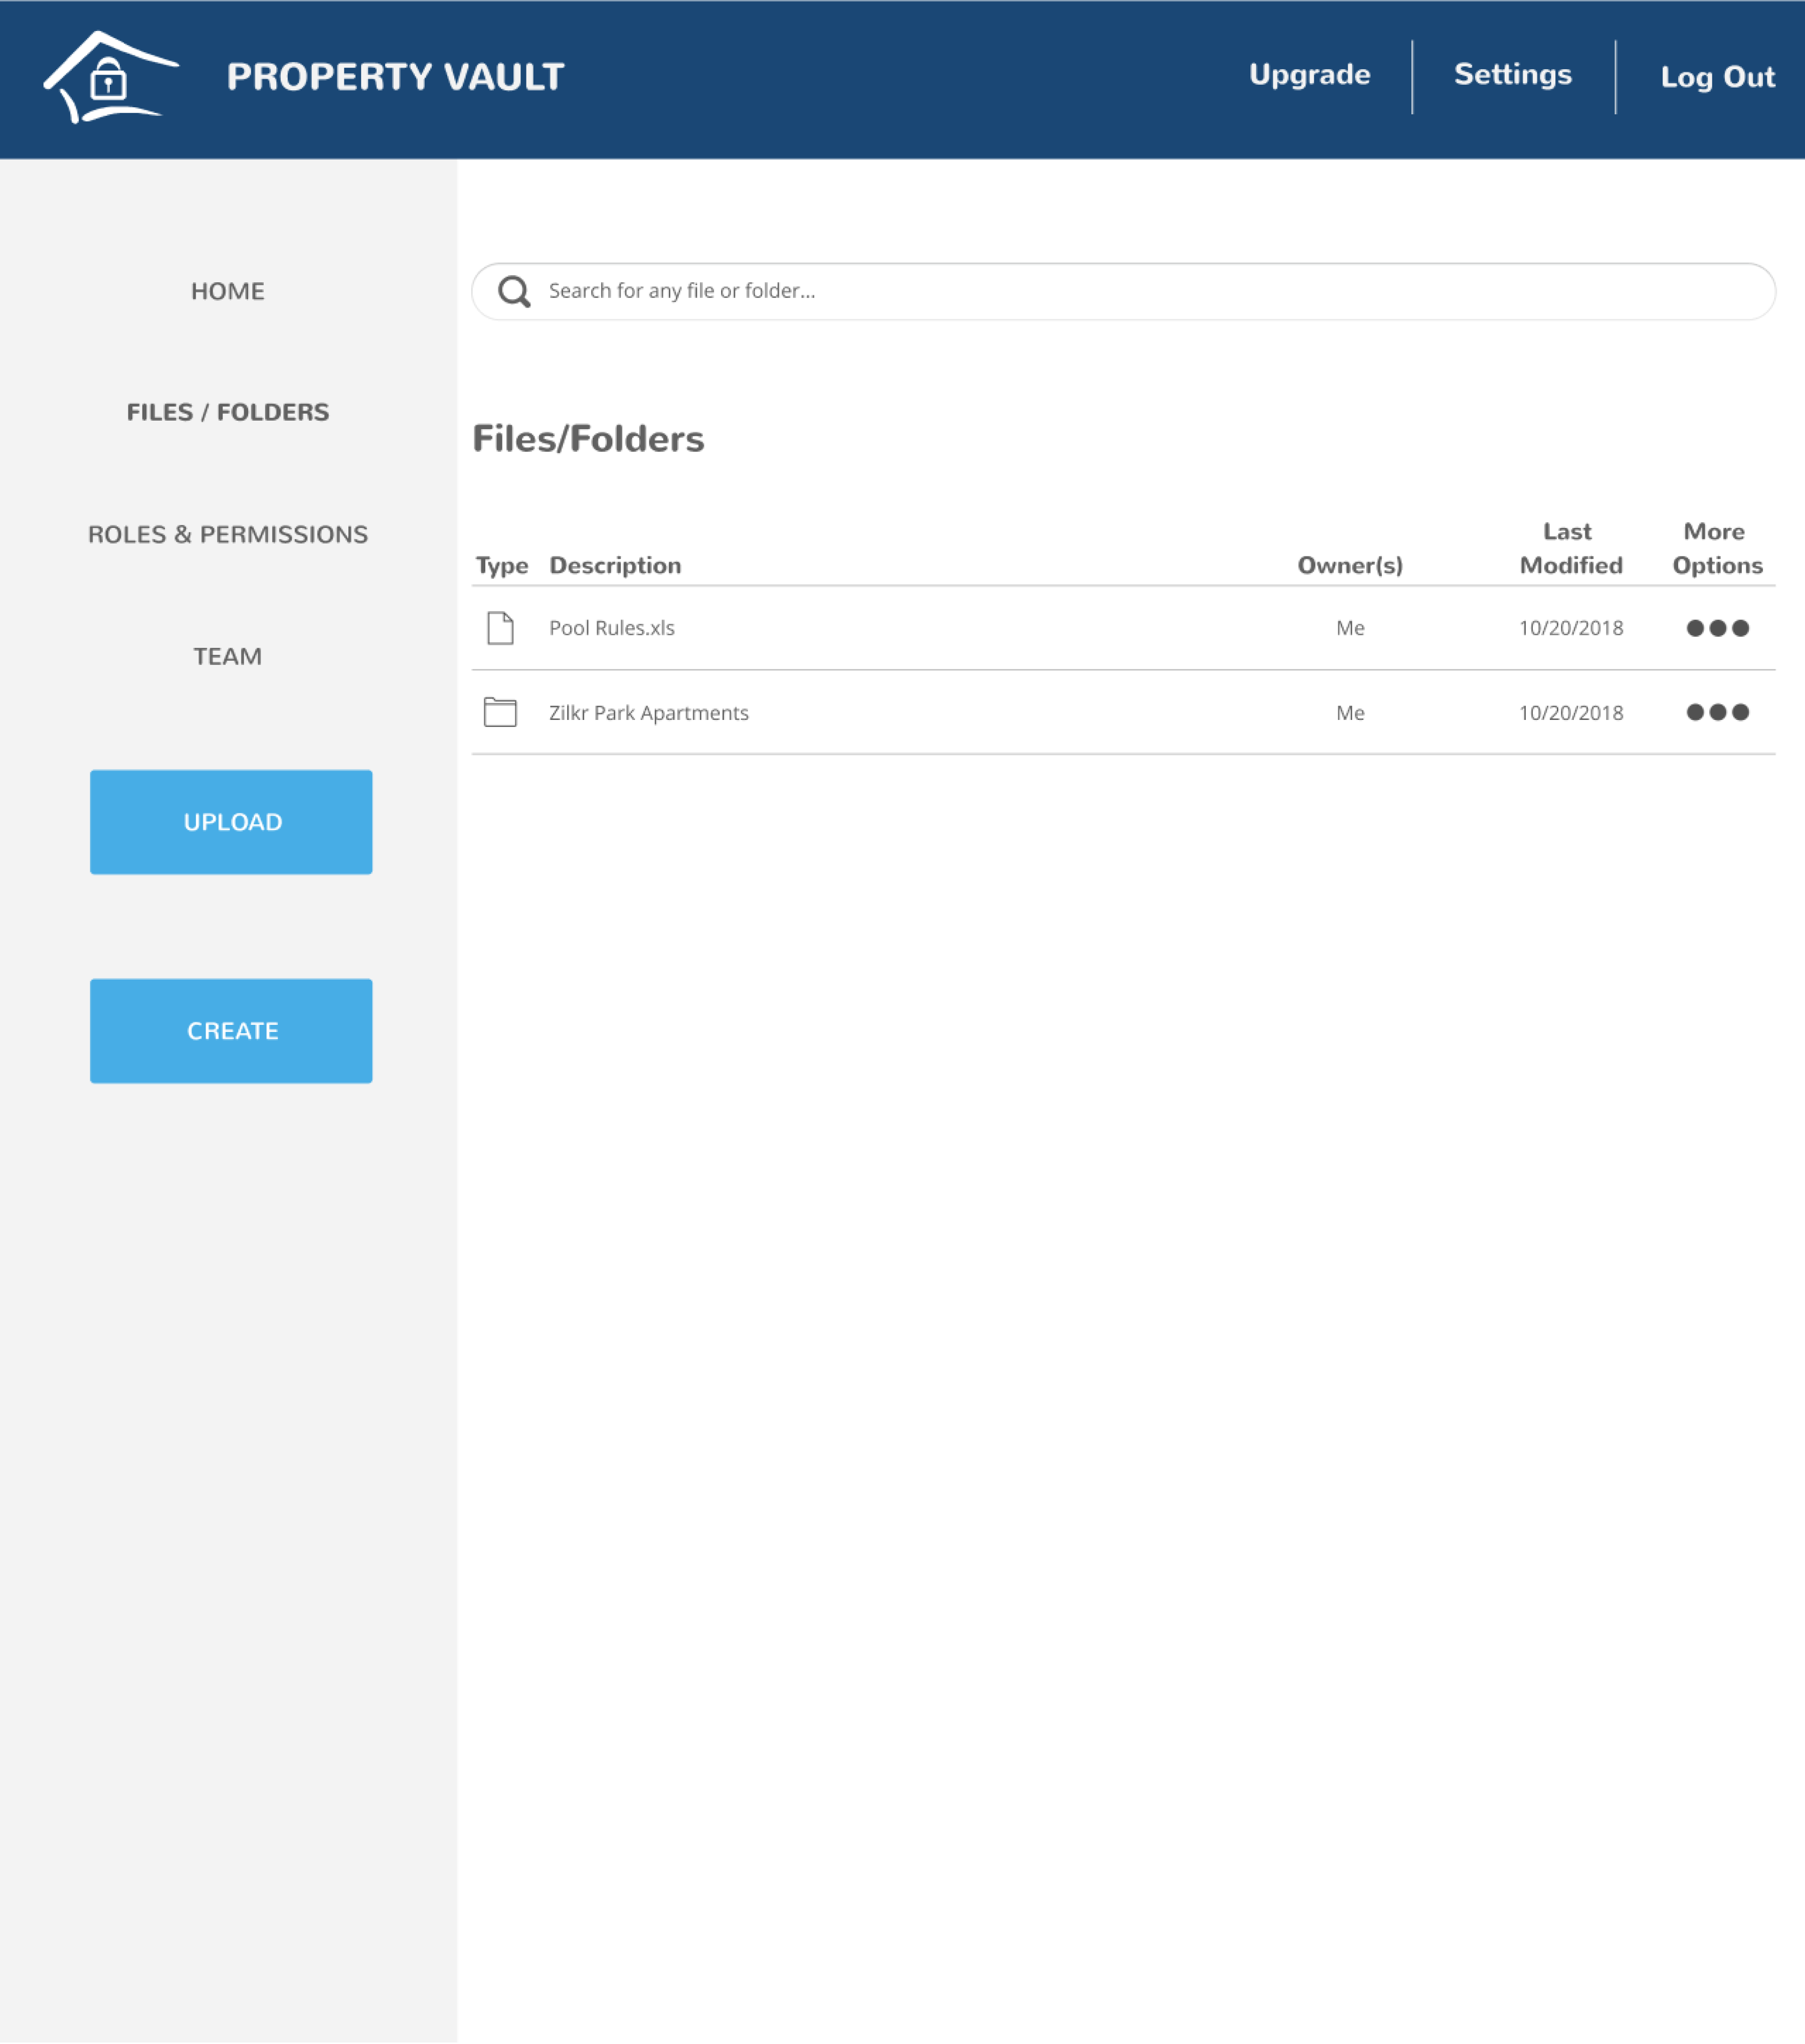 PROPERTY VAULT
Upgrade
Settings
Log Out
HOME
FILES / FOLDERS
ROLES & PERMISSIONS
TEAM
UPLOAD
CREATE
Search for any file or folder...
Files/Folders
Type Description Owner(s) Last Modified More Options
Pool Rules.xls Me 10/20/2018
Zilkr Park Apartments Me 10/20/2018